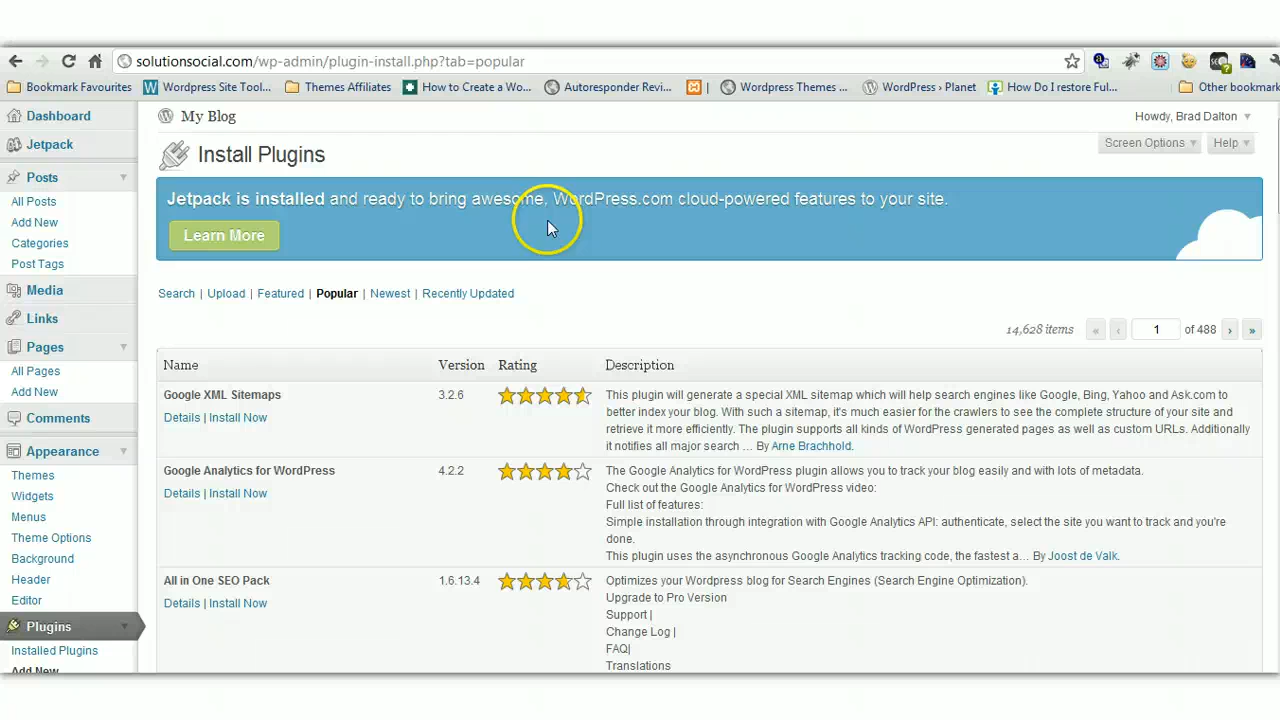 solutionsocial.com/wp-admin/plugin-install.php?tab=popular
Bookmark Favourites Wordpress Site Tool... Themes Affiliates How to Create a Wo... Autoresponder Revi... | Wordpress Themes ... WordPress › Planet How Do I restore Ful... Other bookmark
Dashboard
Jetpack
Posts
All Posts
Add New
Categories
Post Tags
Media
Links
Pages
All Pages
Add New
Comments
Appearance
Themes
Widgets
Menus
Theme Options
Background
Header
Editor
Plugins
Installed Plugins
Add New
My Blog
Howdy, Brad Dalton
Screen Options
Help
Install Plugins
Jetpack is installed and ready to bring awesome, WordPress.com cloud-powered features to your site.
Learn More
Search | Upload | Featured | Popular | Newest | Recently Updated
14,628 items « ‹ 1 of 488 › »
Name Version Rating Description
Google XML Sitemaps 3.2.6
Details | Install Now
This plugin will generate a special XML sitemap which will help search engines like Google, Bing, Yahoo and Ask.com to
better index your blog. With such a sitemap, it's much easier for the crawlers to see the complete structure of your site and
retrieve it more efficiently. The plugin supports all kinds of WordPress generated pages as well as custom URLs. Additionally
it notifies all major search ... By Arne Brachhold.
Google Analytics for WordPress 4.2.2
Details | Install Now
The Google Analytics for WordPress plugin allows you to track your blog easily and with lots of metadata.
Check out the Google Analytics for WordPress video:
Full list of features:
Simple installation through integration with Google Analytics API: authenticate, select the site you want to track and you're
done.
This plugin uses the asynchronous Google Analytics tracking code, the fastest a... By Joost de Valk.
All in One SEO Pack 1.6.13.4
Details | Install Now
Optimizes your Wordpress blog for Search Engines (Search Engine Optimization).
Upgrade to Pro Version
Support |
Change Log |
FAQ|
Translations